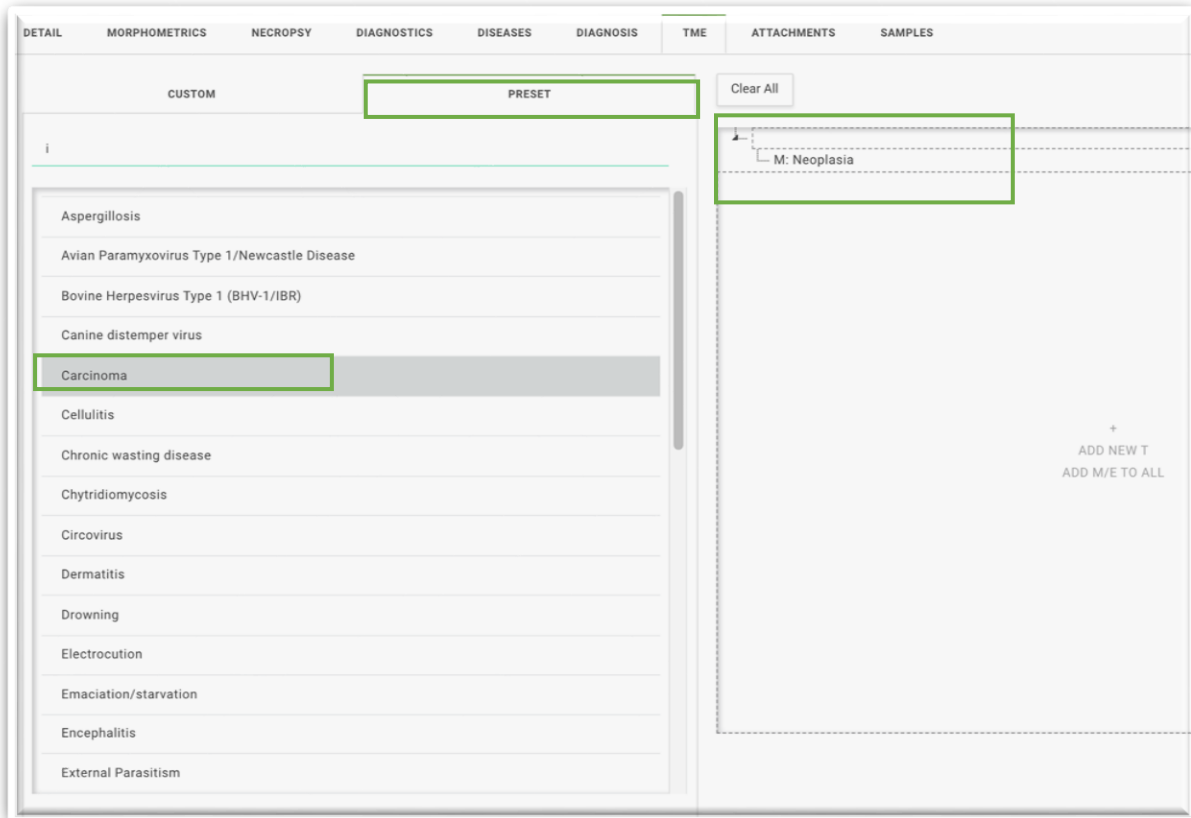 DETAIL MORPHOMETRICS NECROPSY DIAGNOSTICS DISEASES DIAGNOSIS TME ATTACHMENTS SAMPLES
CUSTOM PRESET
Clear All
i
M: Neoplasia
Aspergillosis
Avian Paramyxovirus Type 1/Newcastle Disease
Bovine Herpesvirus Type 1 (BHV-1/IBR)
Canine distemper virus
Carcinoma
Cellulitis
Chronic wasting disease
Chytridiomycosis
Circovirus
Dermatitis
Drowning
Electrocution
Emaciation/starvation
Encephalitis
External Parasitism
+
ADD NEW T
ADD M/E TO ALL